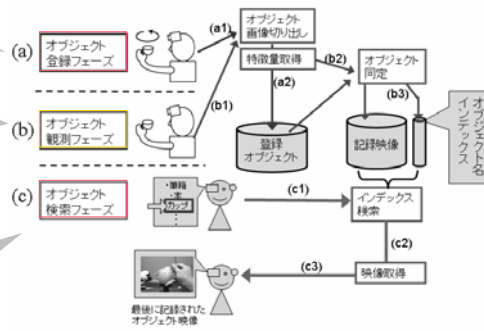 (a)
オブジェクト
登録フェーズ
(a1)
オブジェクト
画像切り出し
特徴量取得
(b2)
オブジェクト
同定
(a2)
(b1)
(b3)
(b)
オブジェクト
観測フェーズ
登録
オブジェクト
記録映像
オブジェクト名
インデックス
(c)
オブジェクト
検索フェーズ
・筆箱
・本
カップ
(c1)
インデックス
検索
(c2)
(c3)
映像取得
最後に記録された
オブジェクト映像